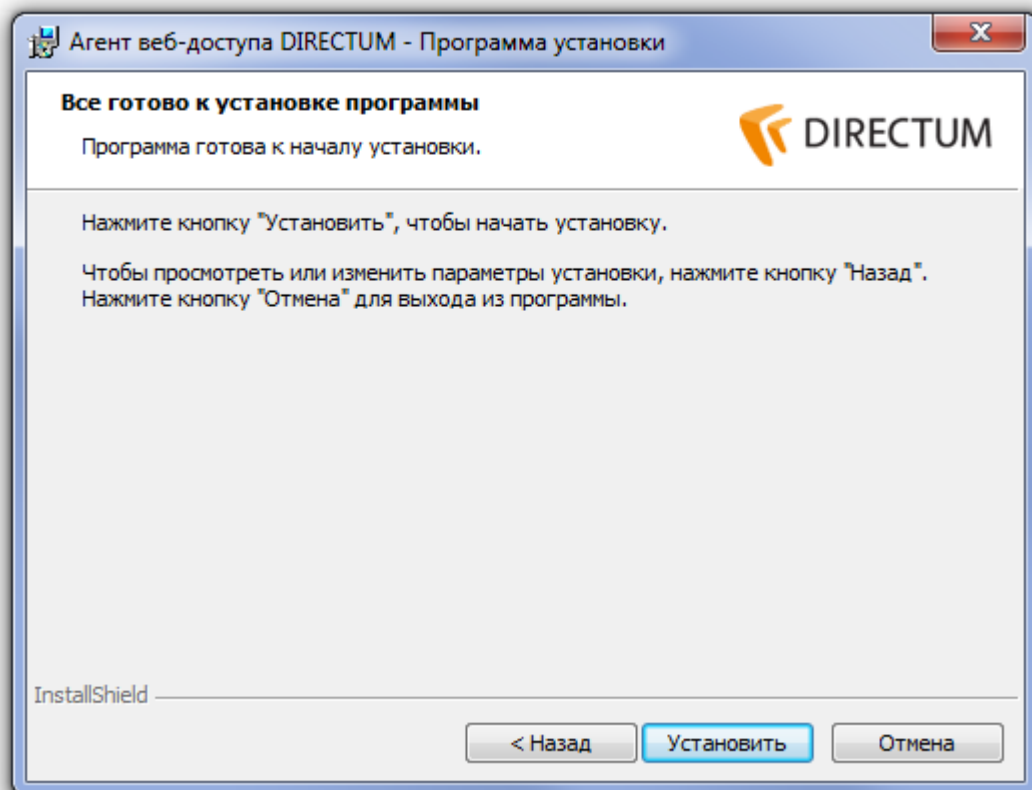 Агент веб-доступа DIRECTUM - Программа установки
Все готово к установке программы
Программа готова к началу установки.
DIRECTUM
Нажмите кнопку "Установить", чтобы начать установку.
Чтобы просмотреть или изменить параметры установки, нажмите кнопку "Назад".
Нажмите кнопку "Отмена" для выхода из программы.
InstallShield
< Назад
Установить
Отмена